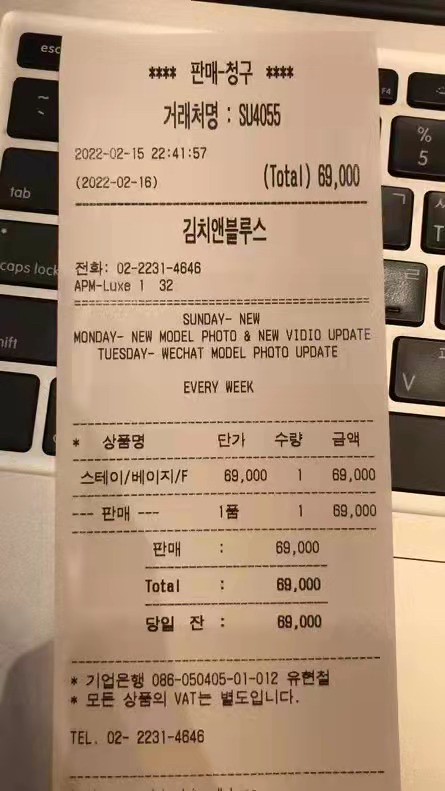 **** 판매-청구 ****
거래처명 : SU4055
2022-02-15 22:41:57
(2022-02-16) (Total) 69,000
김치앤블루스
전화: 02-2231-4646
APM-Luxe 1 32
SUNDAY- NEW
MONDAY- NEW MODEL PHOTO & NEW VIDIO UPDATE
TUESDAY- WECHAT MODEL PHOTO UPDATE
EVERY WEEK
* 상품명 단가 수량 금액
스테이/베이지/F 69,000 1 69,000
--- 판매 --- 1품 1 69,000
판매 : 69,000
Total : 69,000
당일 잔 : 69,000
* 기업은행 086-050405-01-012 유현철
* 모든 상품의 VAT는 별도입니다.
TEL. 02- 2231-4646
esc
tab
caps lock
F4
%
5
T
V